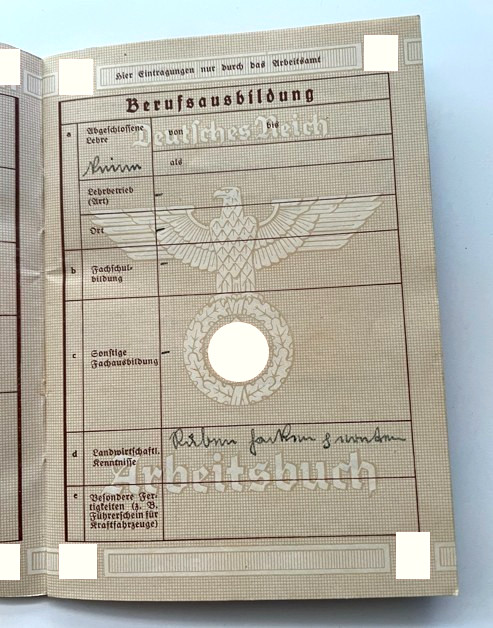 Hier Eintragungen nur durch das Arbeitsamt
Berufsausbildung
Deutsches Reich
a Abgeschlossene Lehre von bis
als
Lehrbetrieb
(Art)
Ort
b Fachschul-
bildung
c Sonstige
Fachausbildung
d Landwirtschaftl.
Kenntnisse
Rüben
Arbeitsbuch
e Besondere Fer-
tigkeiten (z. B.
Führerschein für
Kraftfahrzeuge)